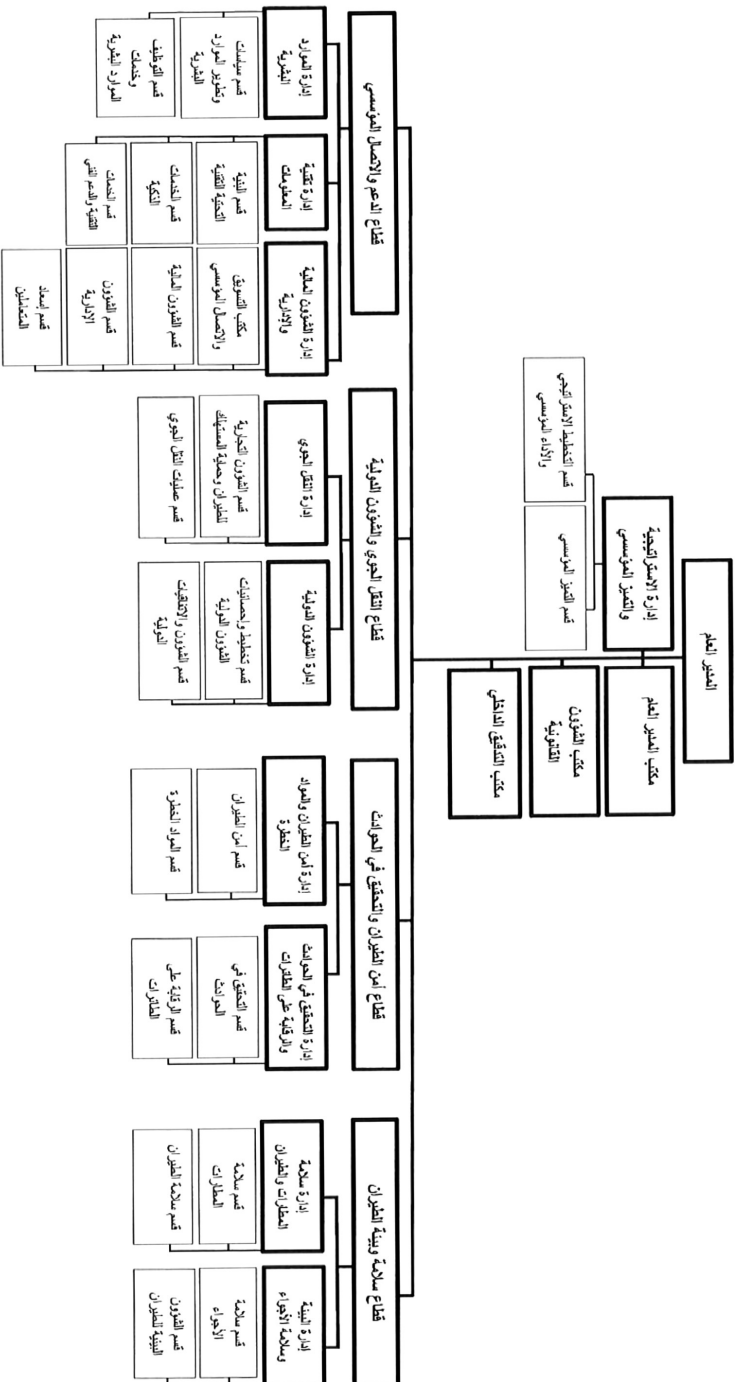 المدير العام
مكتب المدير العام
إدارة الاستراتيجية
والتميز المؤسسي
مكتب الشؤون
القانونية
قسم التميز المؤسسي
قسم التخطيط الاستراتيجي
والأداء المؤسسي
مكتب التدقيق الداخلي
قطاع سلامة وبيئة الطيران
إدارة البيئة
وسلامة الأجواء
قسم سلامة
الأجواء
قسم الشؤون
البيئية للطيران
إدارة سلامة
المطارات والطيران
قسم سلامة
المطارات
قسم سلامة الطيران
قطاع أمن الطيران والتحقيق في الحوادث
إدارة التحقيق في الحوادث
والرقابة على الطائرات
قسم التحقيق في
الحوادث
قسم الرقابة على
الطائرات
إدارة أمن الطيران والمواد
الخطرة
قسم أمن الطيران
قسم المواد الخطرة
قطاع النقل الجوي والشؤون الدولية
إدارة الشؤون الدولية
قسم تخطيط وإحصائيات
الشؤون الدولية
قسم الشؤون والاتفاقيات
الدولية
إدارة النقل الجوي
قسم الشؤون التجارية
للطيران وحماية المستهلك
قسم عمليات النقل الجوي
قطاع الدعم والاتصال المؤسسي
إدارة الشؤون المالية
والإدارية
مكتب التسويق
والاتصال المؤسسي
قسم الشؤون المالية
قسم الشؤون
الإدارية
قسم إسعاد
المتعاملين
إدارة تقنية
المعلومات
قسم البنية
التحتية التقنية
قسم الخدمات
الذكية
قسم الخدمات
التقنية والدعم الفني
إدارة الموارد
البشرية
قسم سياسات
وتطوير الموارد
البشرية
قسم التوظيف
وخدمات
الموارد البشرية